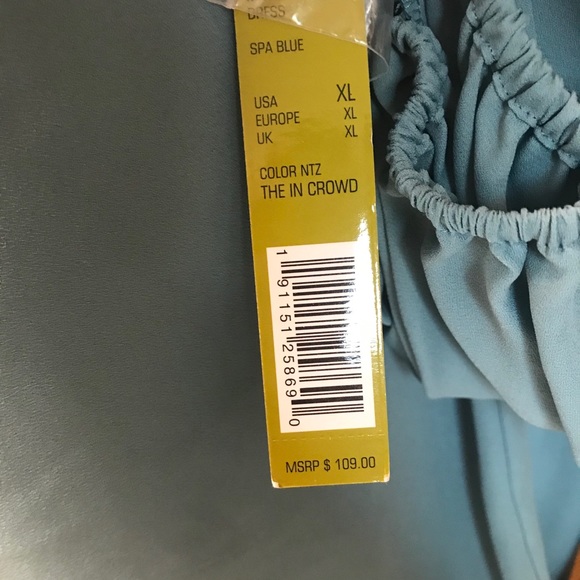 DRESS
SPA BLUE
USA XL
EUROPE XL
UK XL
COLOR NTZ
THE IN CROWD
1 91151 25869 0
MSRP $ 109.00